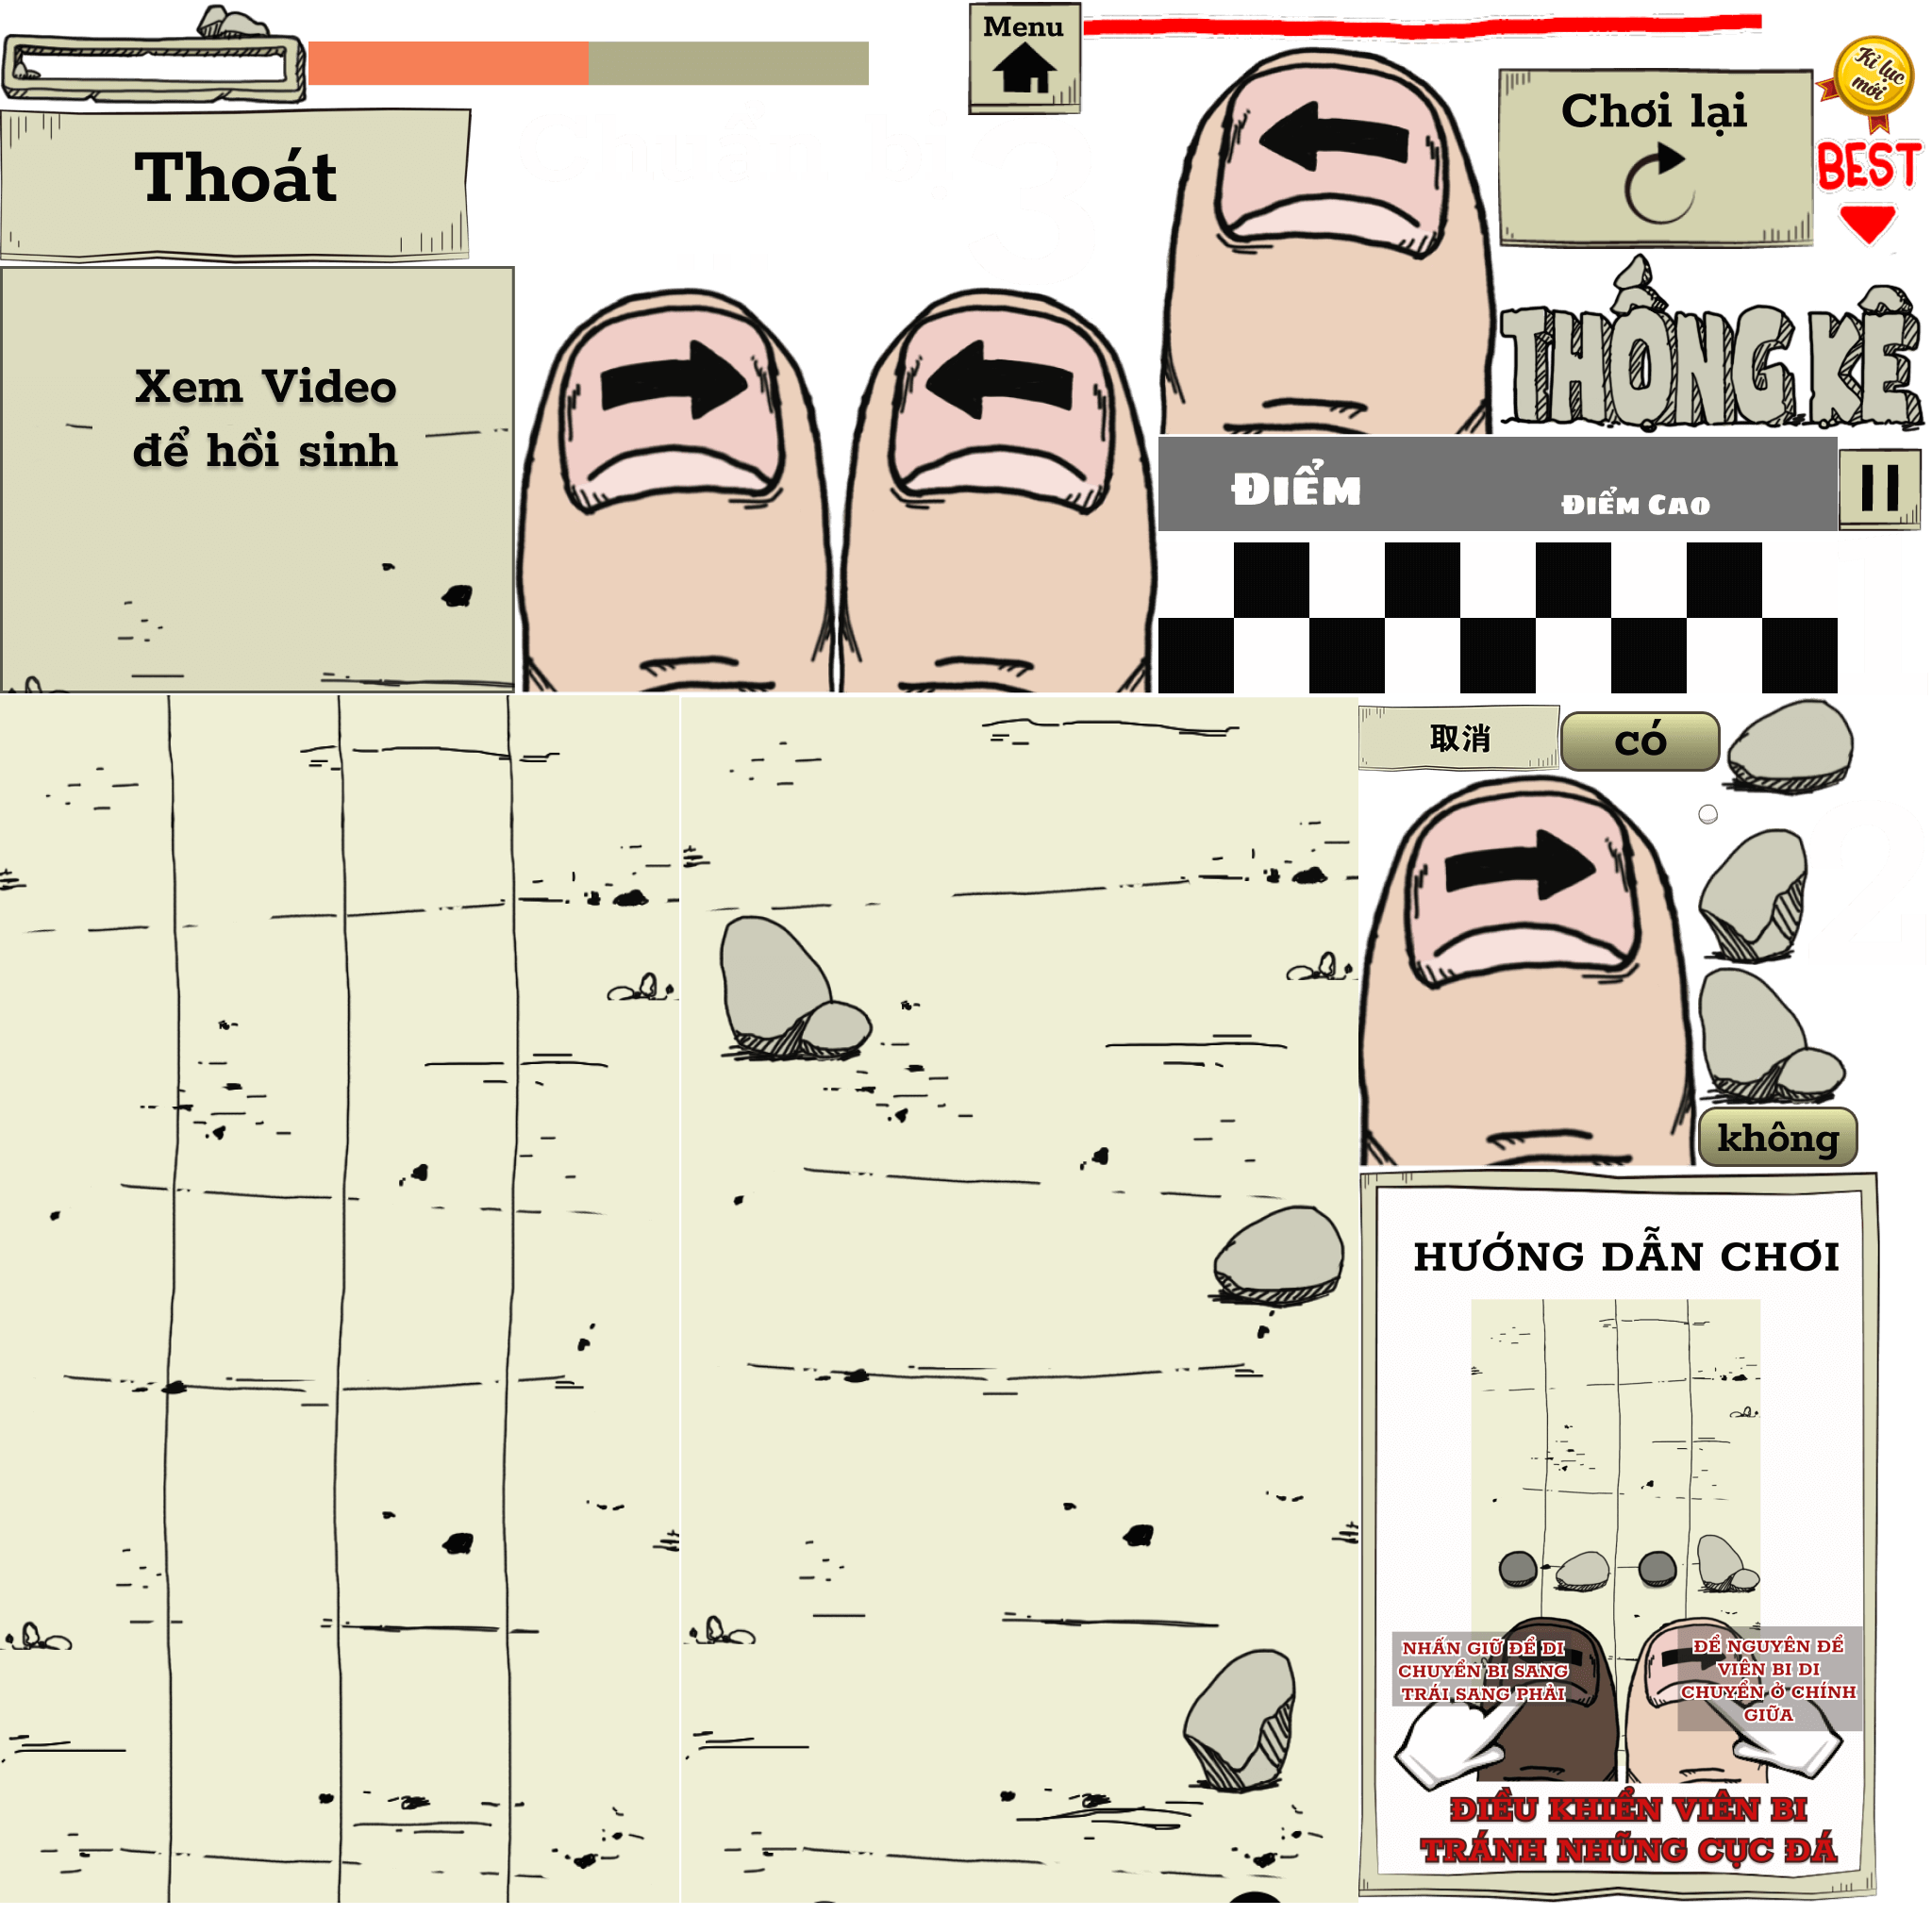 Menu
Kỉ lục
mới
Chơi lại
BEST
Thoát
THỐNG KÊ
Xem Video
để hồi sinh
ĐIỂM
ĐIỂM CAO
取消
có
không
HƯỚNG DẪN CHƠI
NHẤN GIỮ ĐỂ DI
CHUYỂN BI SANG
TRÁI SANG PHẢI
ĐỂ NGUYÊN ĐỂ
VIÊN BI DI
CHUYỂN Ở CHÍNH
GIỮA
ĐIỀU KHIỂN VIÊN BI
TRÁNH NHỮNG CỤC ĐÁ